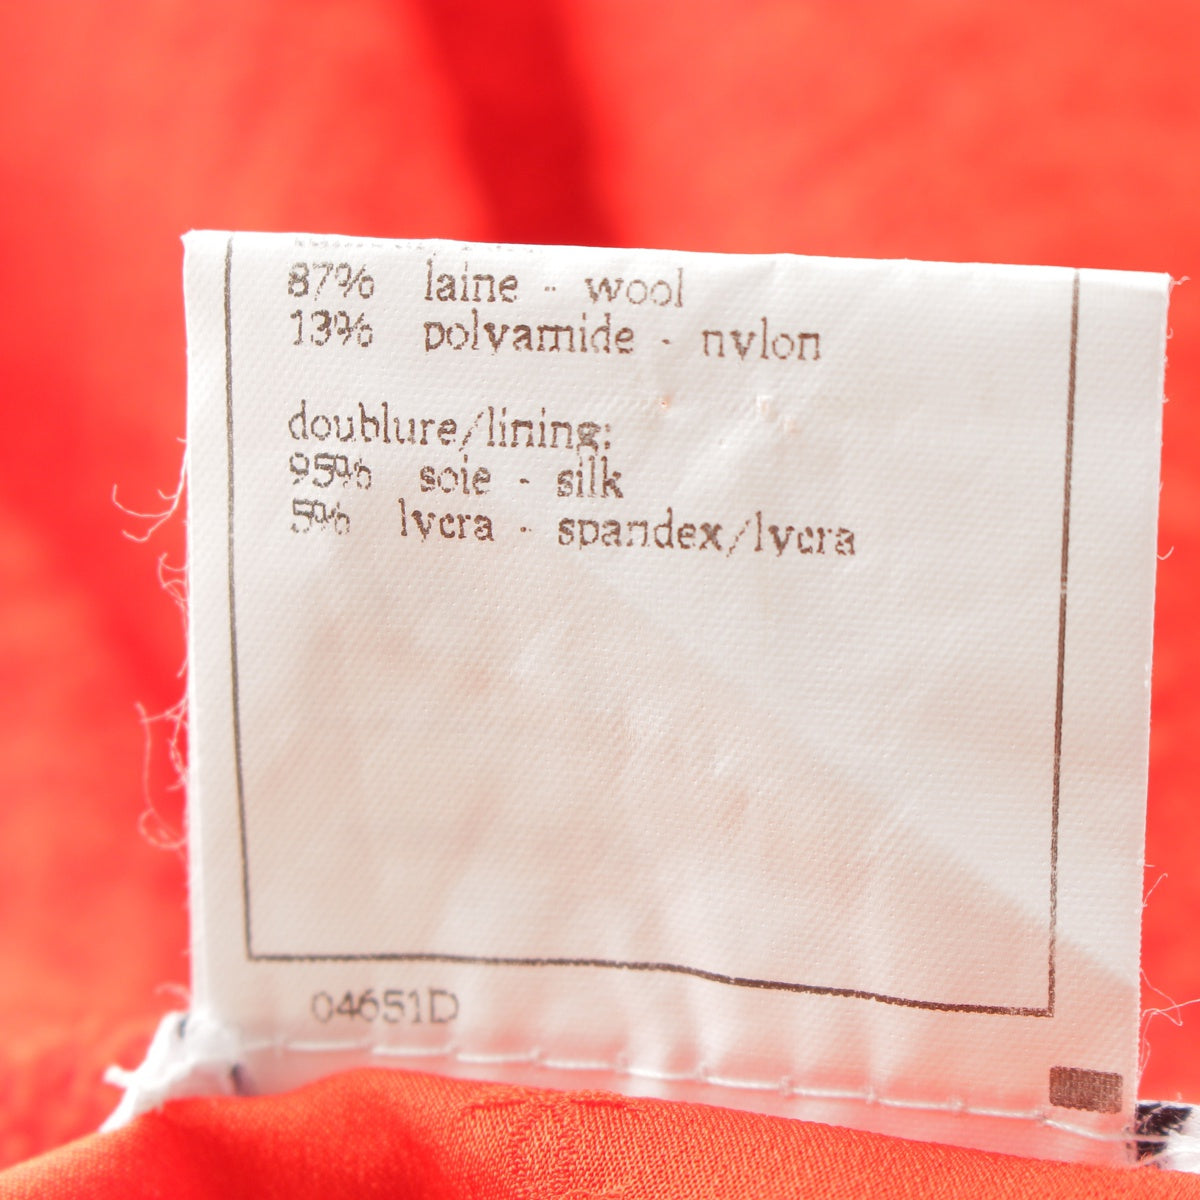 87% laine - wool
13% polyamide - nylon
doublure/lining:
95% soie - silk
5% lycra - spandex/lycra
04651D